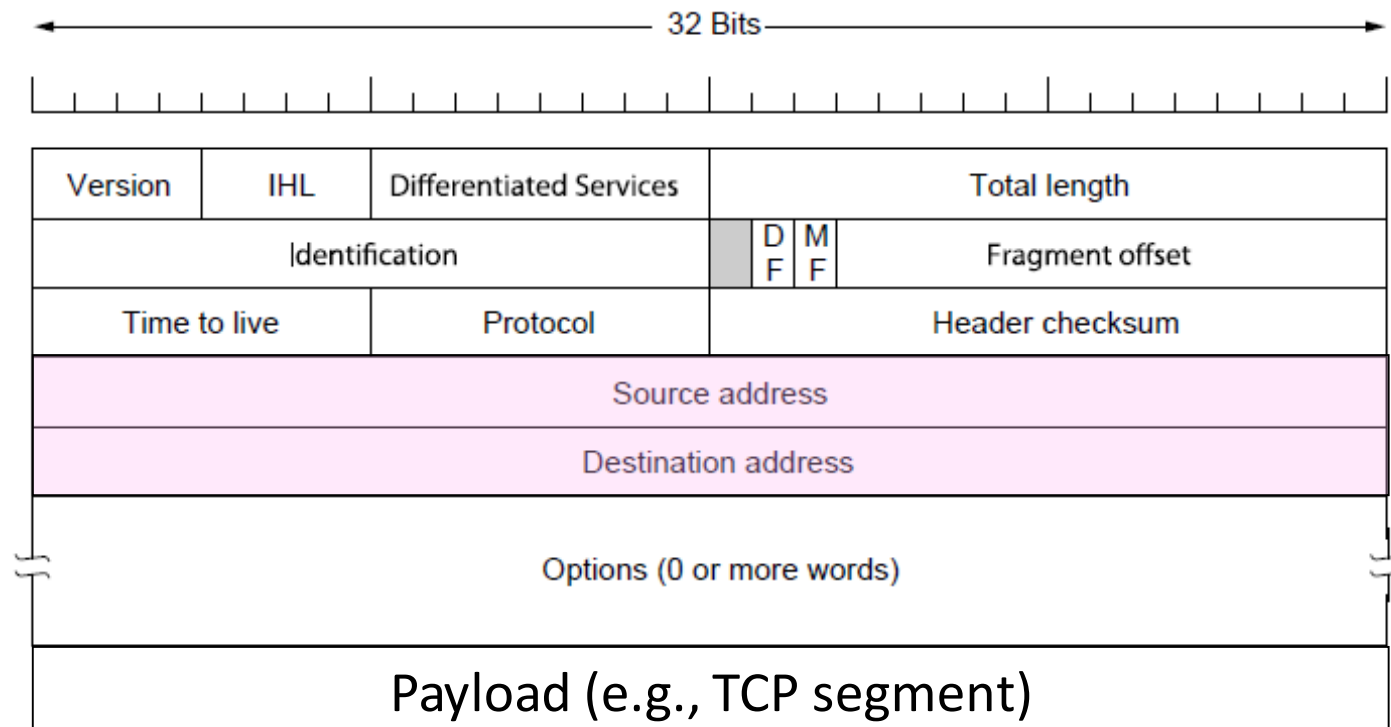 32 Bits
Version IHL Differentiated Services Total length
Identification D F M F Fragment offset
Time to live Protocol Header checksum
Source address
Destination address
Options (0 or more words)
Payload (e.g., TCP segment)